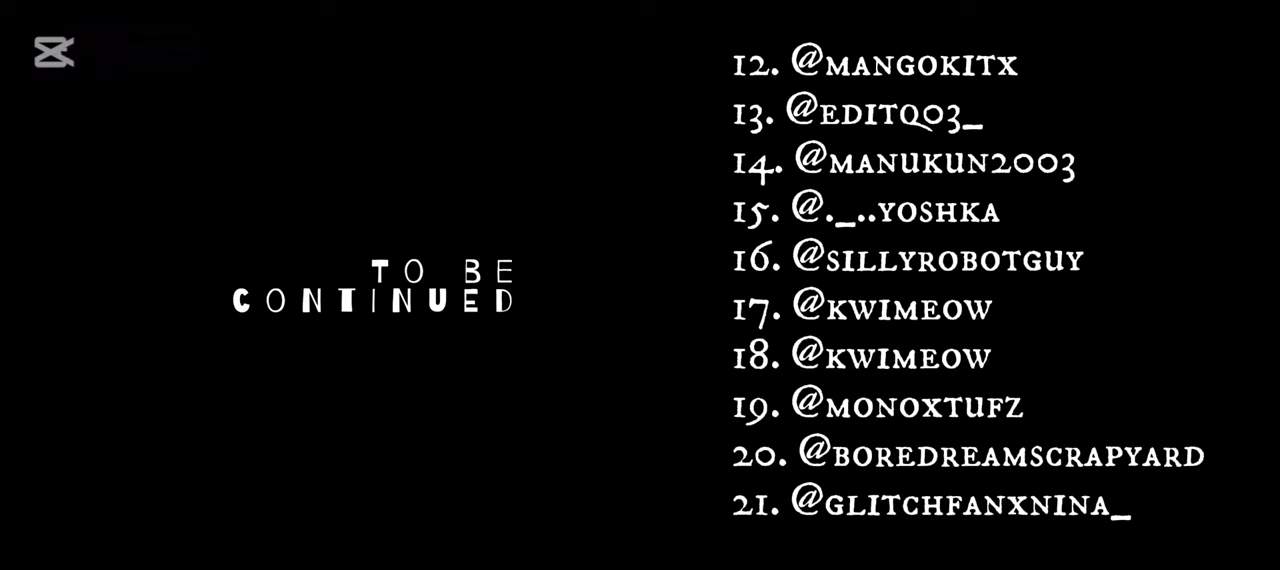 TO BE
CONTINUED
12. @MANGOKITX
13. @EDITQ03_
14. @MANUKUN2003
15. @._..YOSHKA
16. @SILLYROBOTGUY
17. @KWIMEOW
18. @KWIMEOW
19. @MONOXTUFZ
20. @BOREDREAMSCRAPYARD
21. @GLITCHFANXNINA_